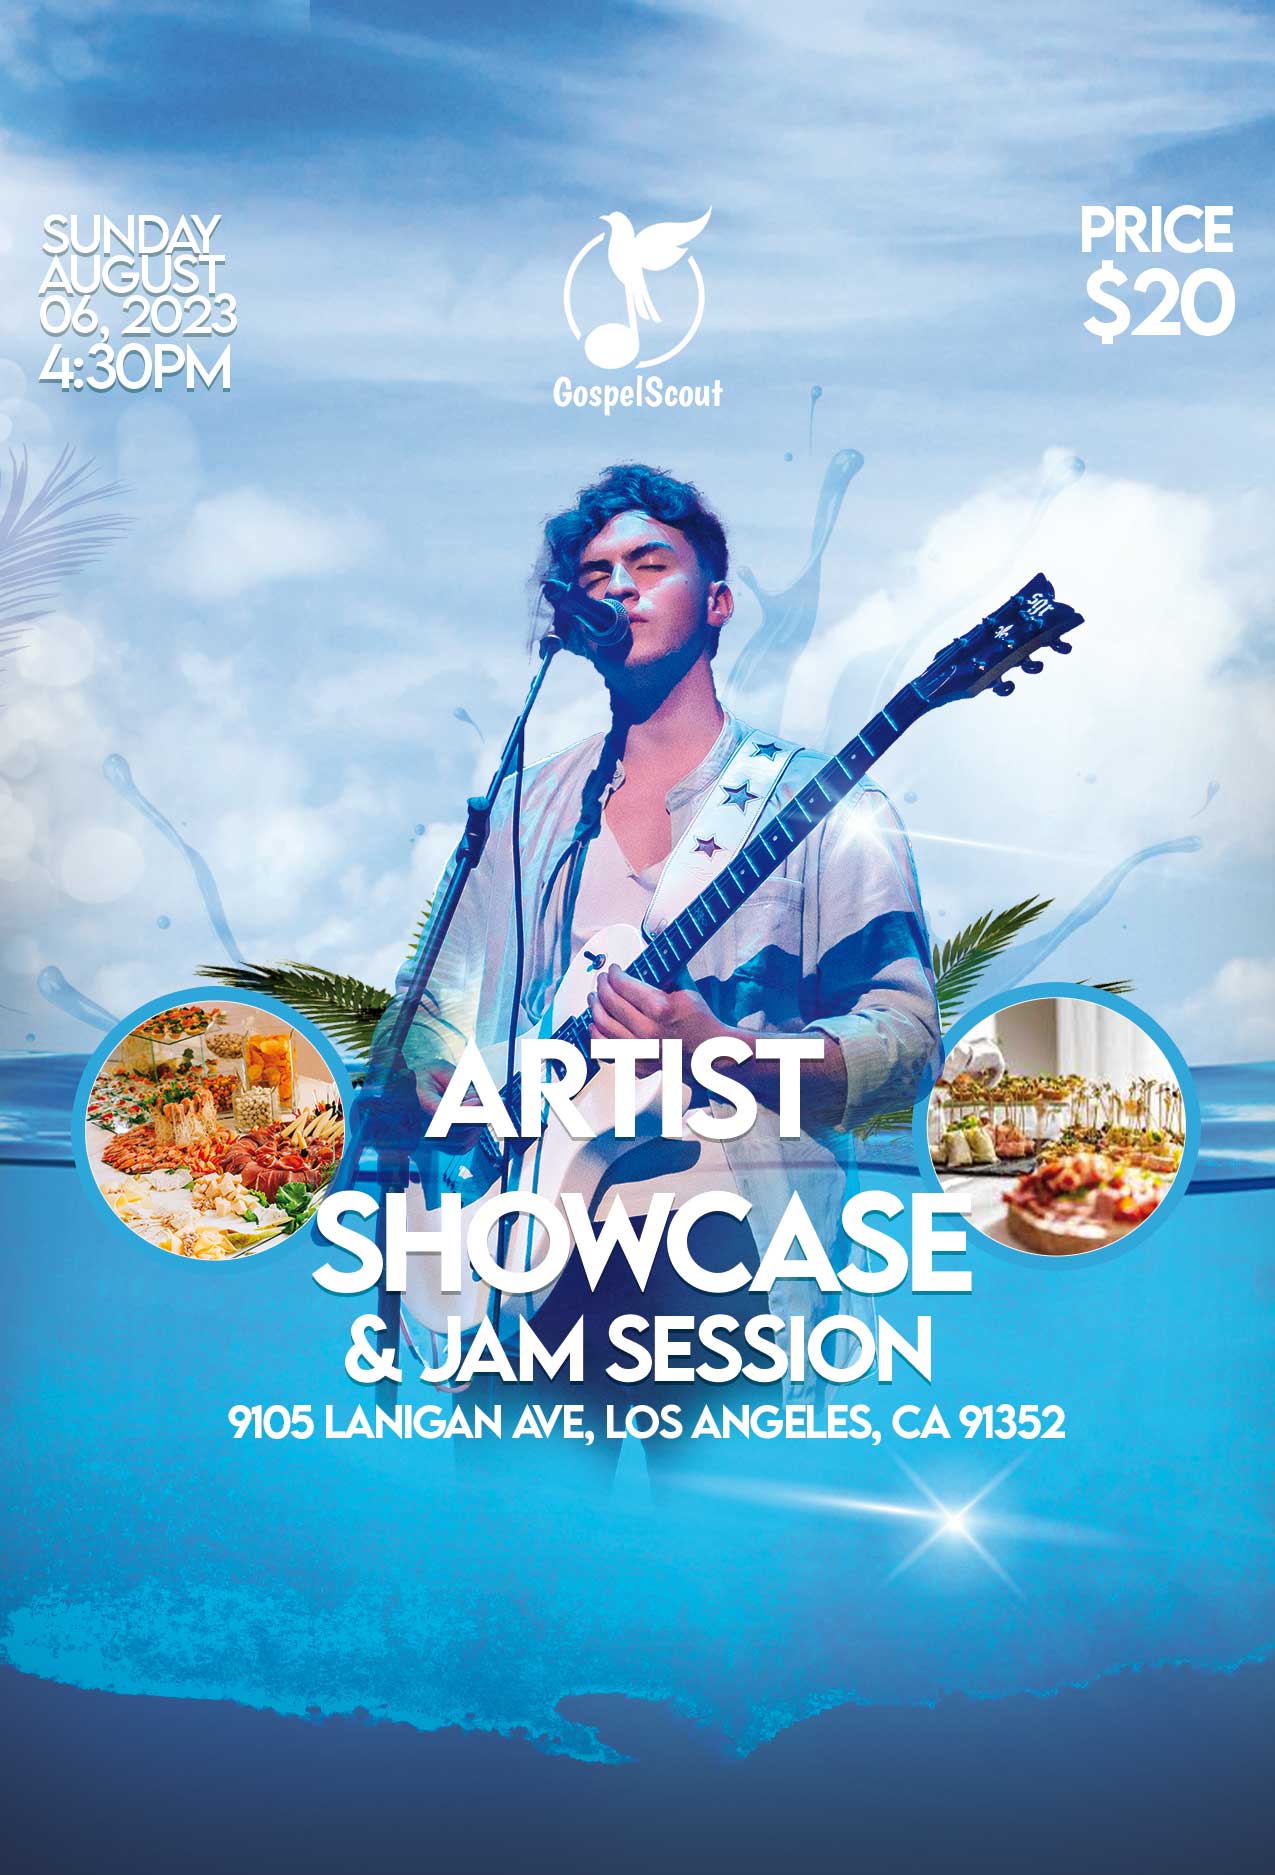 SUNDAY
AUGUST
06, 2023
4:30PM
PRICE
$20
GospelScout
ARTIST
SHOWCASE
& JAM SESSION
9105 LANIGAN AVE, LOS ANGELES, CA 91352